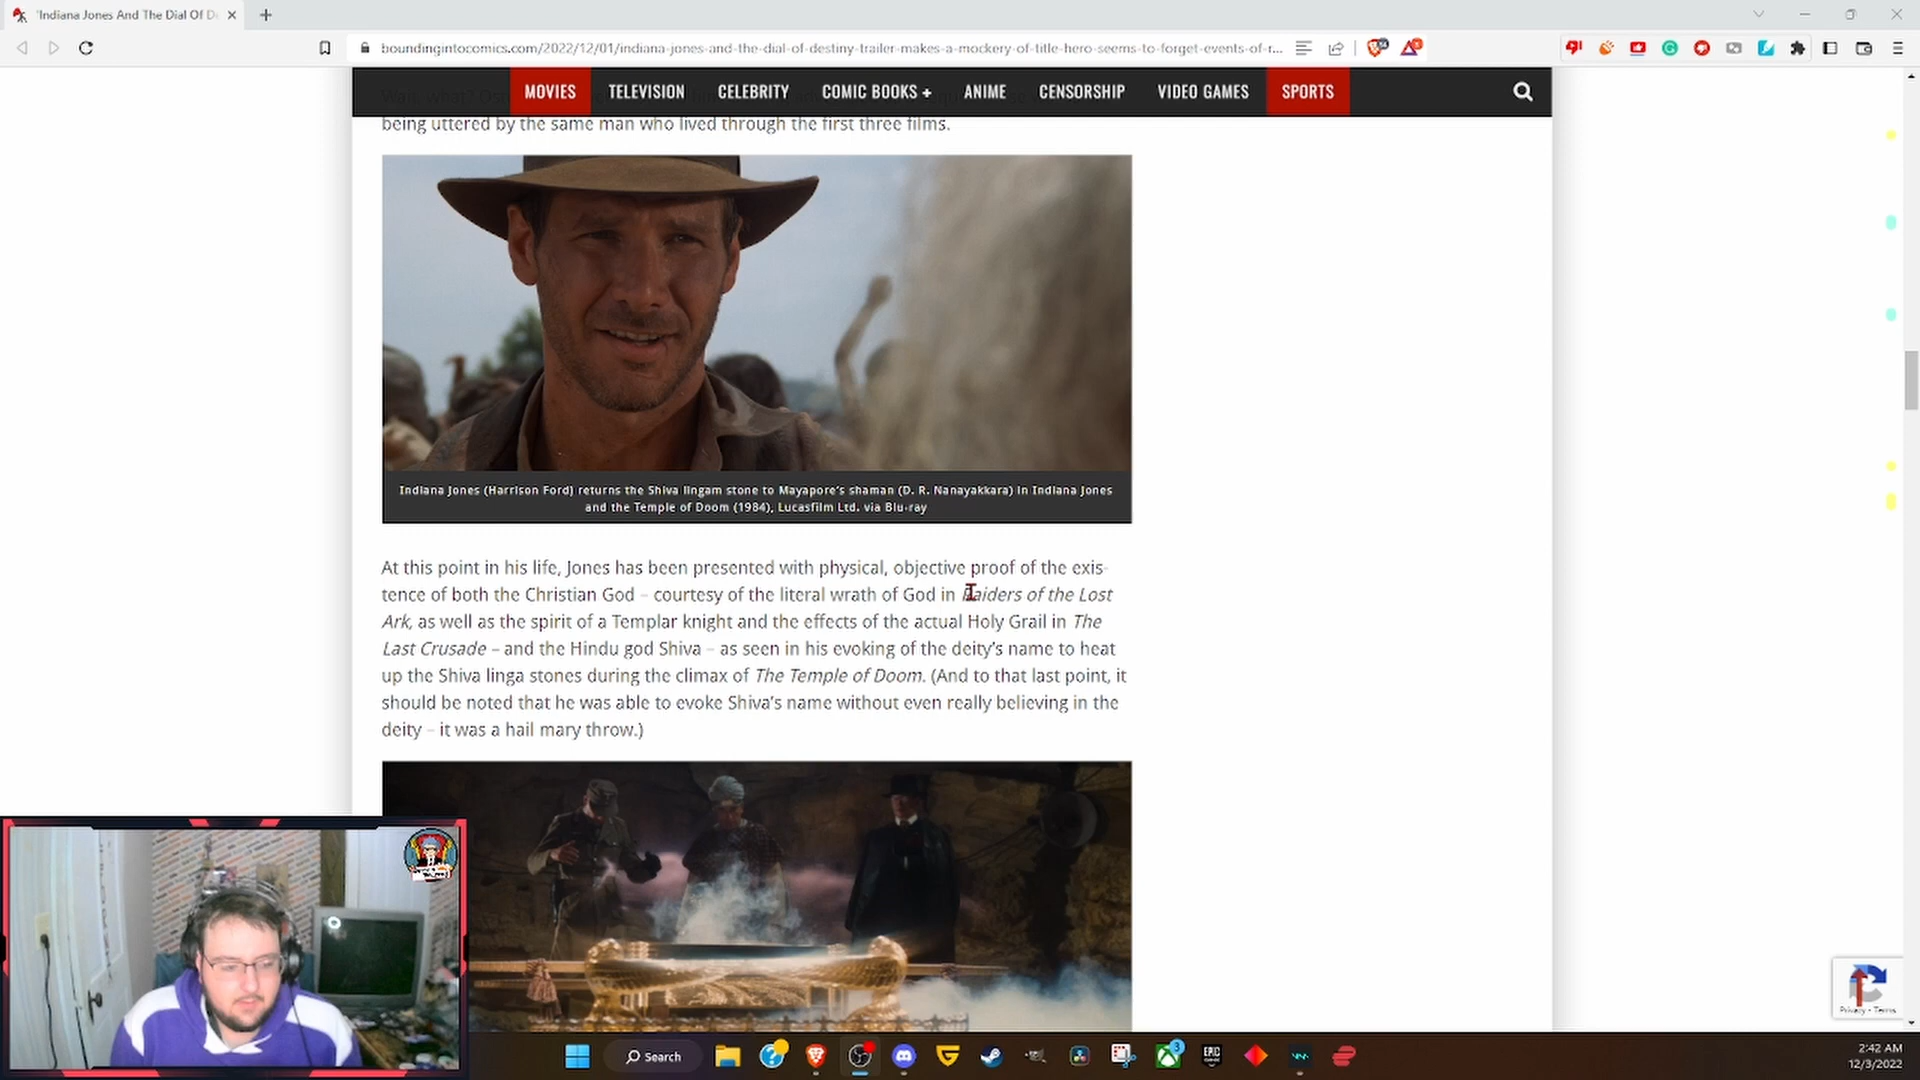 'Indiana Jones And The Dial Of D
boundingintocomics.com/2022/12/01/indiana-jones-and-the-dial-of-destiny-trailer-makes-a-mockery-of-title-hero-seems-to-forget-events-of-r...
MOVIES TELEVISION CELEBRITY COMIC BOOKS + ANIME CENSORSHIP VIDEO GAMES SPORTS
being uttered by the same man who lived through the first three films.
Indiana Jones (Harrison Ford) returns the Shiva lingam stone to Mayapore's shaman (D. R. Nanayakkara) in Indiana Jones
and the Temple of Doom (1984), Lucasfilm Ltd. via Blu-ray
At this point in his life, Jones has been presented with physical, objective proof of the exis-
tence of both the Christian God – courtesy of the literal wrath of God in Raiders of the Lost
Ark, as well as the spirit of a Templar knight and the effects of the actual Holy Grail in The
Last Crusade – and the Hindu god Shiva – as seen in his evoking of the deity's name to heat
up the Shiva linga stones during the climax of The Temple of Doom. (And to that last point, it
should be noted that he was able to evoke Shiva's name without even really believing in the
deity – it was a hail mary throw.)
Privacy - Terms
Search
EPIC
3
2:42 AM
12/3/2022